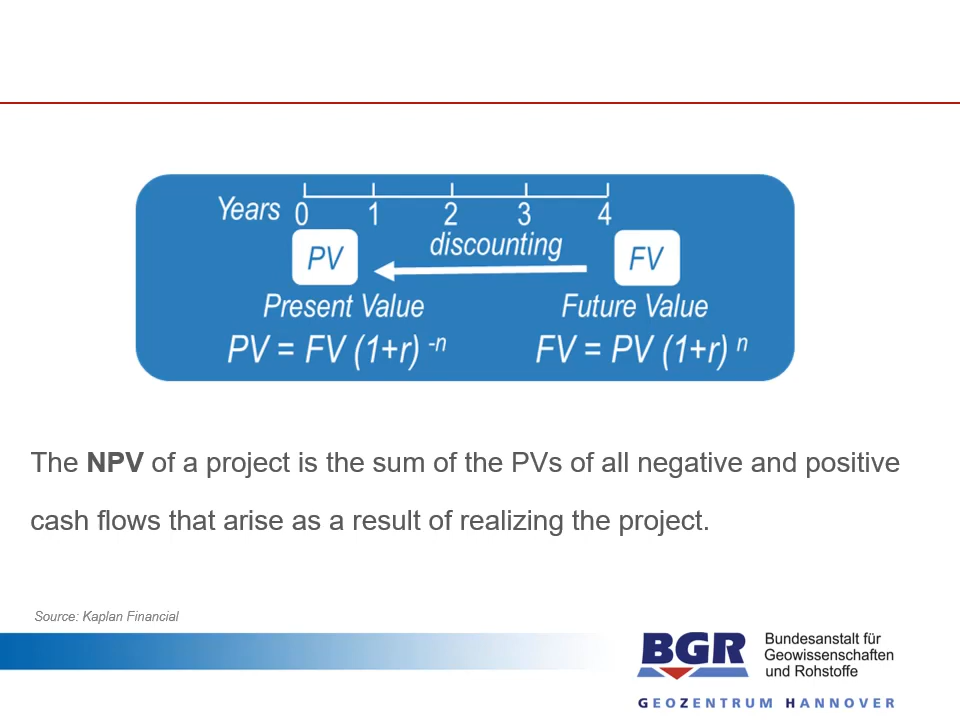 Years 0 1 2 3 4
discounting
PV FV
Present Value Future Value
PV = FV (1+r) -n FV = PV (1+r) n
The NPV of a project is the sum of the PVs of all negative and positive
cash flows that arise as a result of realizing the project.
Source: Kaplan Financial
BGR
Bundesanstalt für
Geowissenschaften
und Rohstoffe
GEOZENTRUM HANNOVER